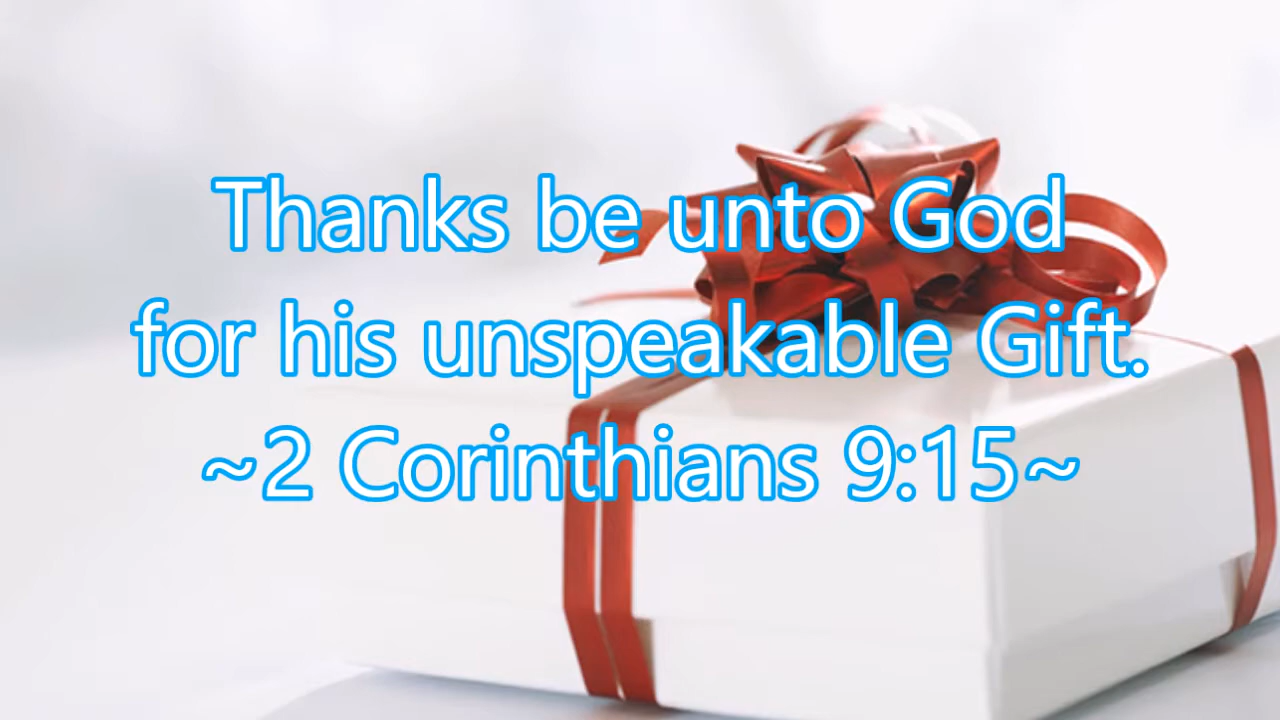 Thanks be unto God
for his unspeakable Gift.
~2 Corinthians 9:15~